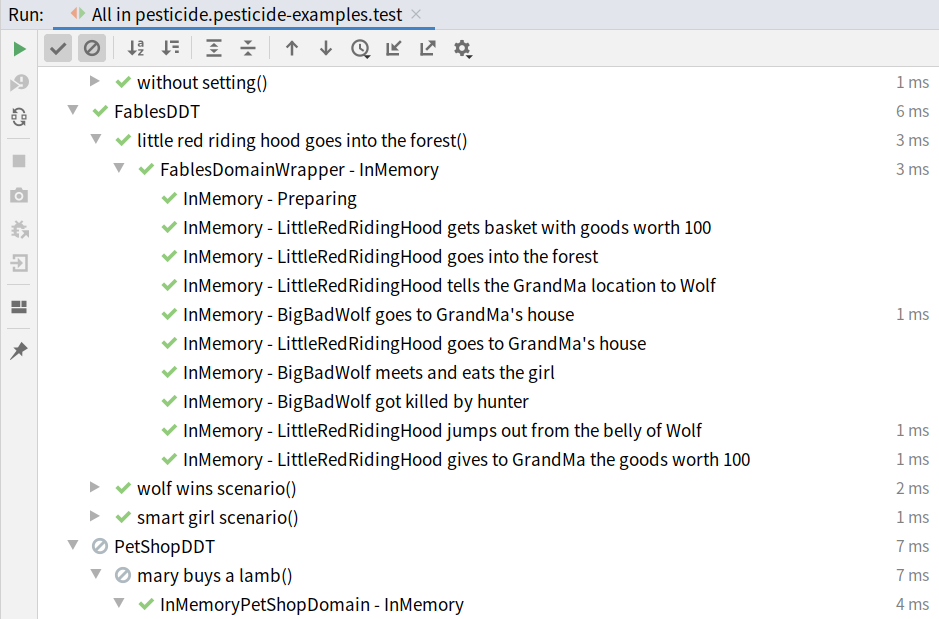 Run: All in pesticide.pesticide-examples.test
without setting() 1 ms
FablesDDT 6 ms
little red riding hood goes into the forest() 3 ms
FablesDomainWrapper - InMemory 3 ms
InMemory - Preparing
InMemory - LittleRedRidingHood gets basket with goods worth 100
InMemory - LittleRedRidingHood goes into the forest
InMemory - LittleRedRidingHood tells the GrandMa location to Wolf
InMemory - BigBadWolf goes to GrandMa's house 1 ms
InMemory - LittleRedRidingHood goes to GrandMa's house
InMemory - BigBadWolf meets and eats the girl
InMemory - BigBadWolf got killed by hunter
InMemory - LittleRedRidingHood jumps out from the belly of Wolf 1 ms
InMemory - LittleRedRidingHood gives to GrandMa the goods worth 100 1 ms
wolf wins scenario() 2 ms
smart girl scenario() 1 ms
PetShopDDT 7 ms
mary buys a lamb() 7 ms
InMemoryPetShopDomain - InMemory 4 ms